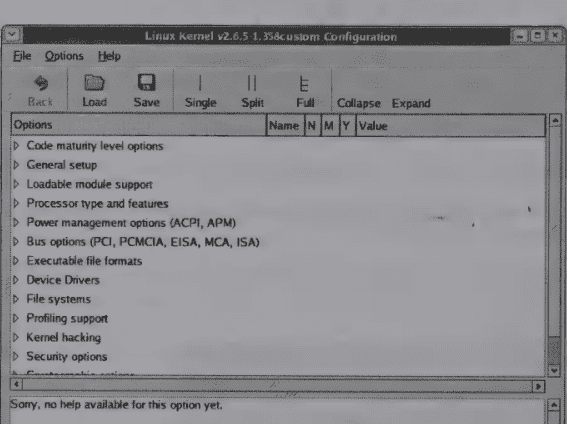 Linux Kernel v2.6.5-1.358custom Configuration
File Options Help
Back Load Save Single Split Full Collapse Expand
Options Name N M Y Value
Code maturity level options
General setup
Loadable module support
Processor type and features
Power management options (ACPI, APM)
Bus options (PCI, PCMCIA, EISA, MCA, ISA)
Executable file formats
Device Drivers
File systems
Profiling support
Kernel hacking
Security options
Sorry, no help available for this option yet.